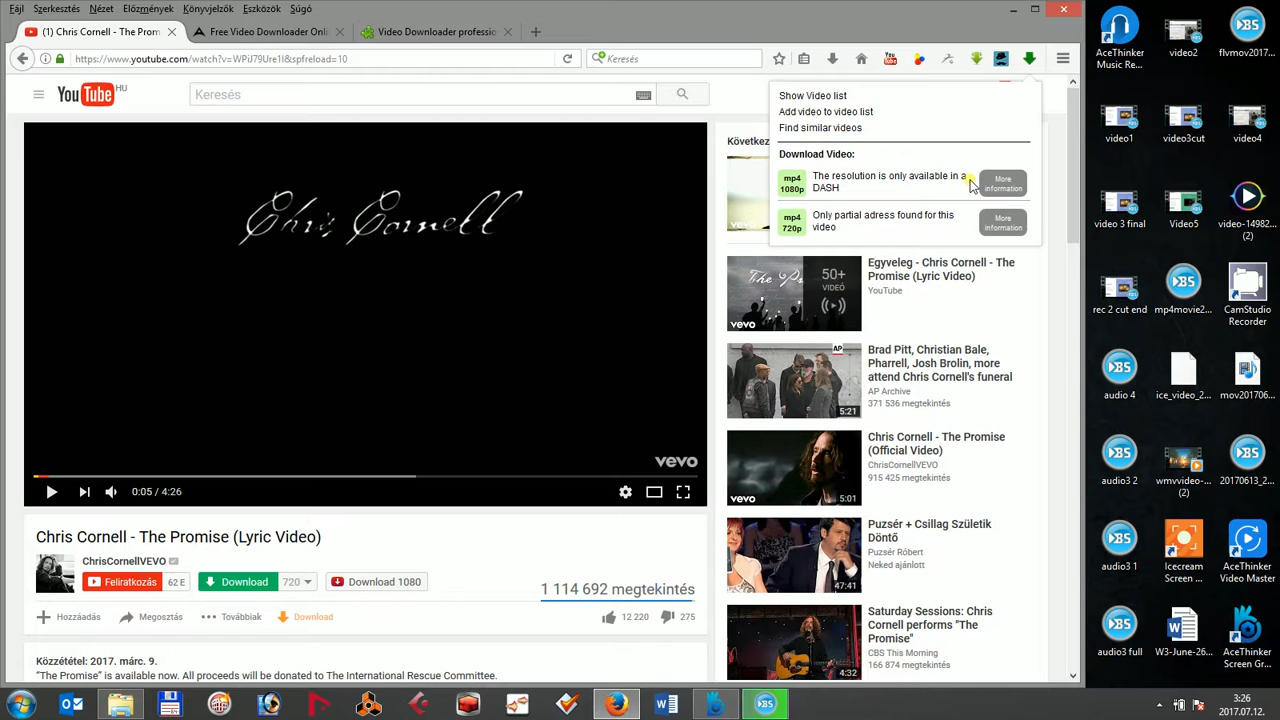 Fájl Szerkesztés Nézet Előzmények Könyvjelzők Eszközök Súgó
(1) Chris Cornell - The Prom
Free Video Downloader Onli
Video Downloader professio
https://www.youtube.com/watch?v=WPiJ79Ure1I&spfreload=10
Keresés
YouTube HU
Keresés
Show Video list
Add video to video list
Find similar videos
Download Video:
mp4 1080p
The resolution is only available in a
DASH
More
information
mp4 720p
Only partial adress found for this
video
More
information
Következ
Chris Cornell
vevo
0:05 / 4:26
Chris Cornell - The Promise (Lyric Video)
ChrisCornellVEVO
Feliratkozás 62 E
Download 720
Download 1080
1 114 692 megtekintés
Hozzáadás Megosztás Továbbiak Download
12 220 275
Közzététel: 2017. márc. 9.
"The Promise" is available now. All proceeds will be donated to The International Rescue Committee.
vevo
The Pr
50+
VIDEÓ
vevo
Egyveleg - Chris Cornell - The
Promise (Lyric Video)
YouTube
AP
5:21
Brad Pitt, Christian Bale,
Pharrell, Josh Brolin, more
attend Chris Cornell's funeral
AP Archive
371 536 megtekintés
vevo
5:01
Chris Cornell - The Promise
(Official Video)
ChrisCornellVEVO
915 425 megtekintés
47:41
Puzsér + Csillag Születik
Döntő
Puzsér Róbert
Neked ajánlott
4:32
Saturday Sessions: Chris
Cornell performs "The
Promise"
CBS This Morning
166 874 megtekintés
AceThinker
Music Re...
video2
flvmov2017...
video1
video3cut
video4
video 3 final
Video5
video-14982...
(2)
rec 2 cut end
mp4movie2...
CamStudio
Recorder
audio 4
ice_video_2...
mov201706...
audio3 2
wmvvideo-...
(2)
20170613_2...
audio3 1
Icecream
Screen ...
AceThinker
Video Master
audio3 full
W3-June-26...
AceThinker
Screen Gr...
3:26
2017.07.12.